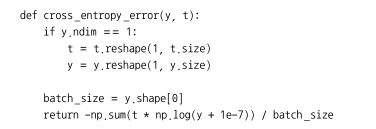 def cross_entropy_error(y, t):
    if y.ndim == 1:
        t = t.reshape(1, t.size)
        y = y.reshape(1, y.size)

    batch_size = y.shape[0]
    return -np.sum(t * np.log(y + 1e-7)) / batch_size